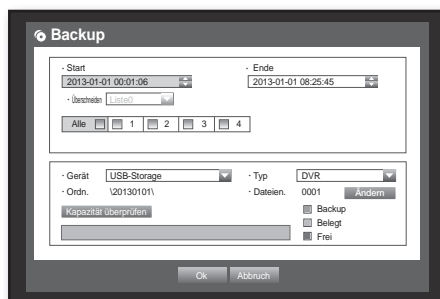 Backup
· Start
· Ende
2013-01-01 00:01:06
2013-01-01 08:25:45
· Überschneiden Liste0
Alle 1 2 3 4
· Gerät USB-Storage
· Typ DVR
· Ordn. \20130101\
· Dateien. 0001 Ändern
Kapazität überprüfen
Backup
Belegt
Frei
Ok Abbruch